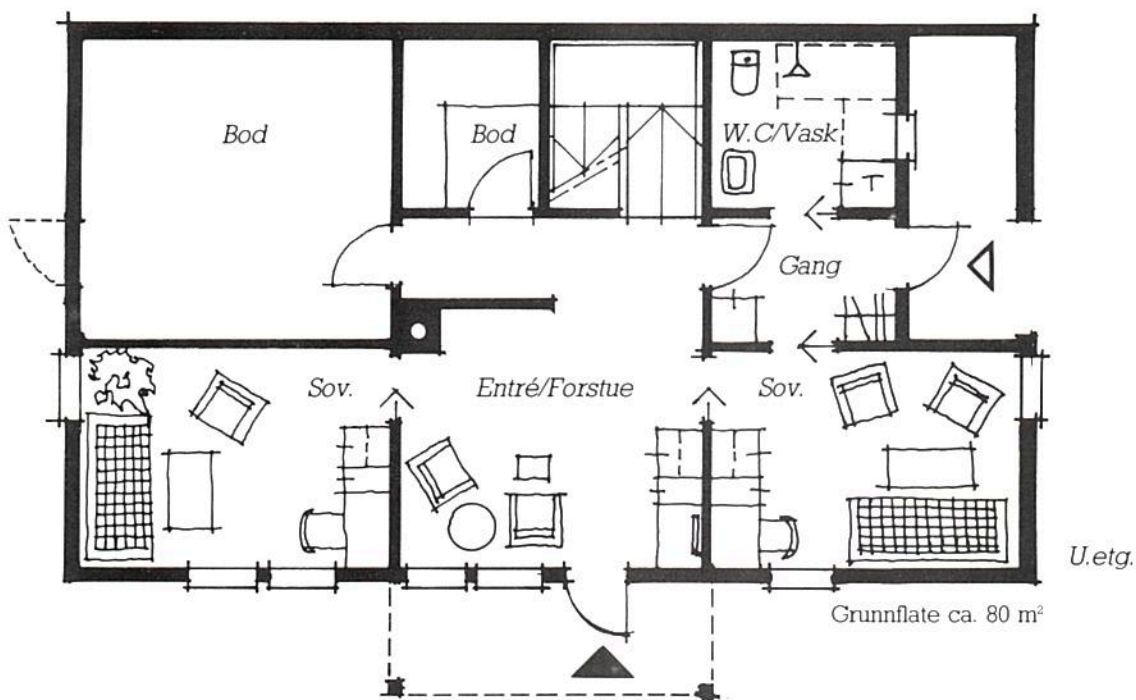 Bod
Bod
W.C/Vask
Gang
Sov.
Entré/Forstue
Sov.
U.etg.
Grunnflate ca. 80 m²